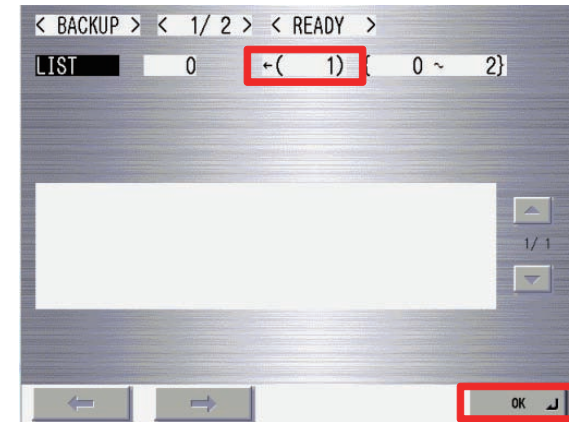 < BACKUP > < 1/ 2 > < READY >
LIST 0 ←( 1) { 0 ~ 2}
1/ 1
OK